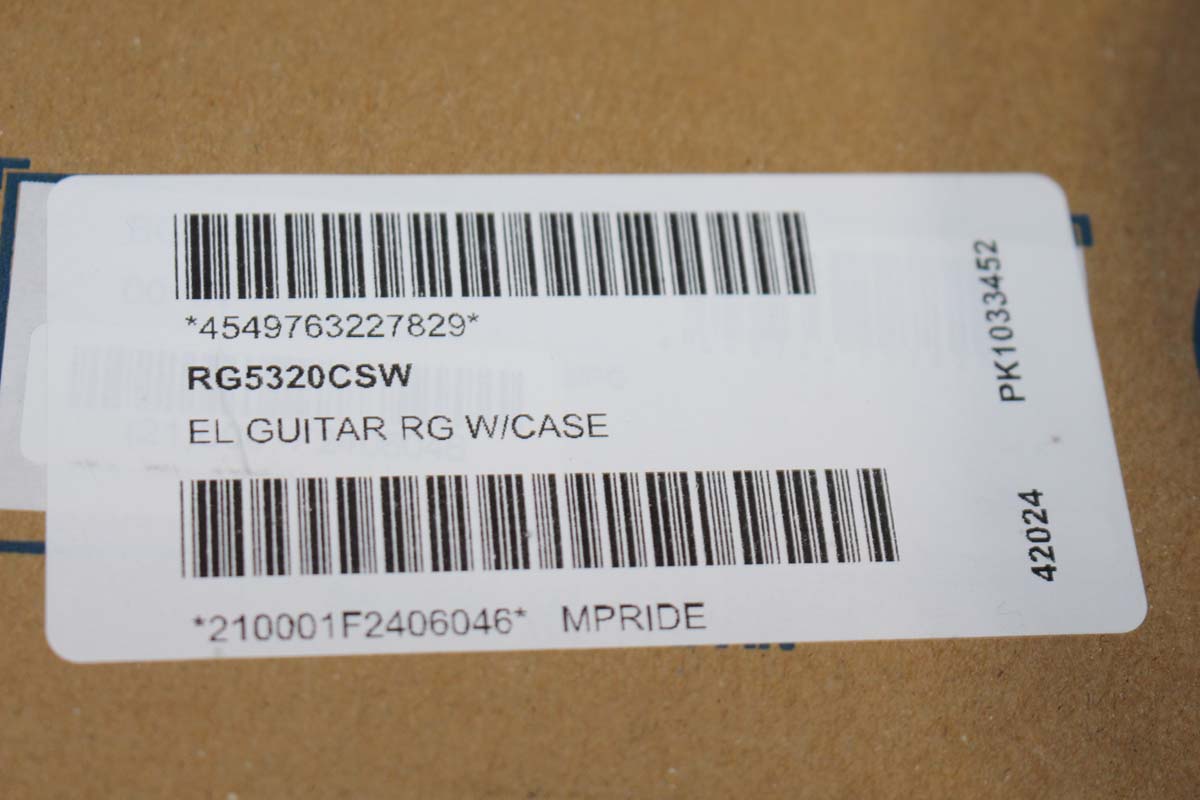 *4549763227829*
RG5320CSW
EL GUITAR RG W/CASE
*210001F2406046* MPRIDE
PK1033452
42024